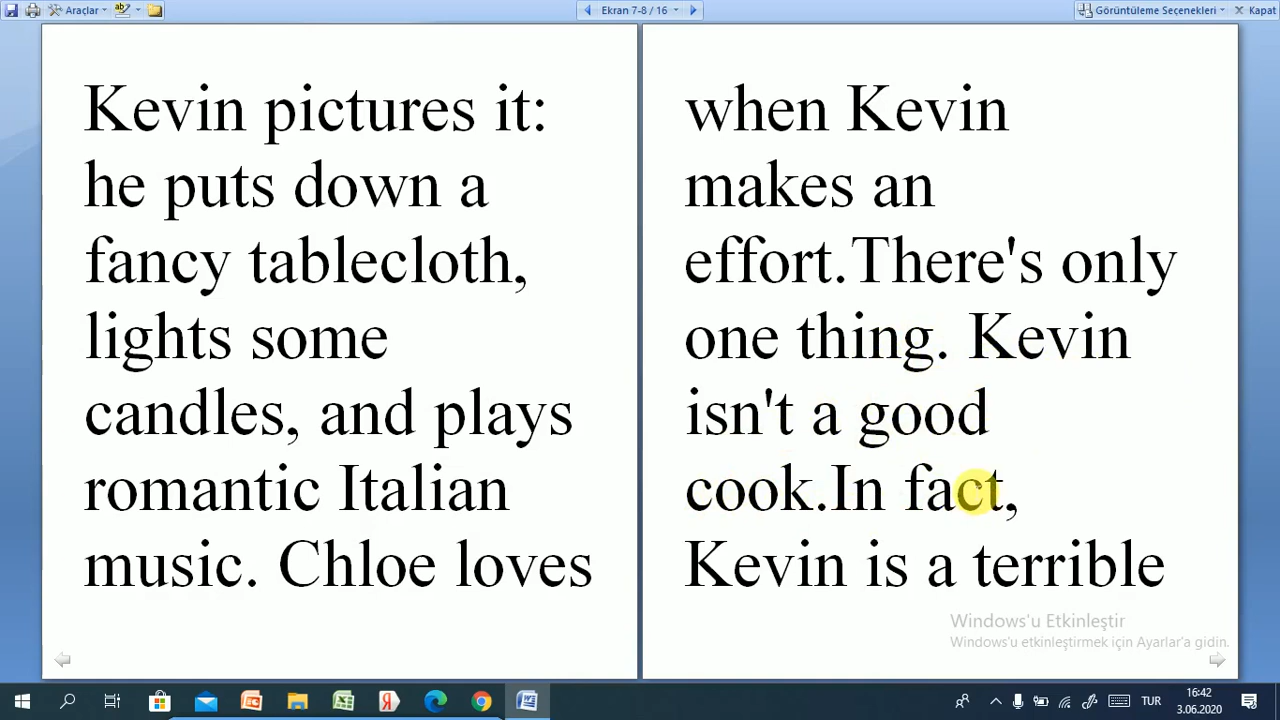 Araçlar
Ekran 7-8 / 16
Görüntüleme Seçenekleri
Kapat
Kevin pictures it:
he puts down a
fancy tablecloth,
lights some
candles, and plays
romantic Italian
music. Chloe loves
when Kevin
makes an
effort.There's only
one thing. Kevin
isn't a good
cook.In fact,
Kevin is a terrible
Windows'u Etkinleştir
Windows'u etkinleştirmek için Ayarlar'a gidin.
TUR
16:42
3.06.2020